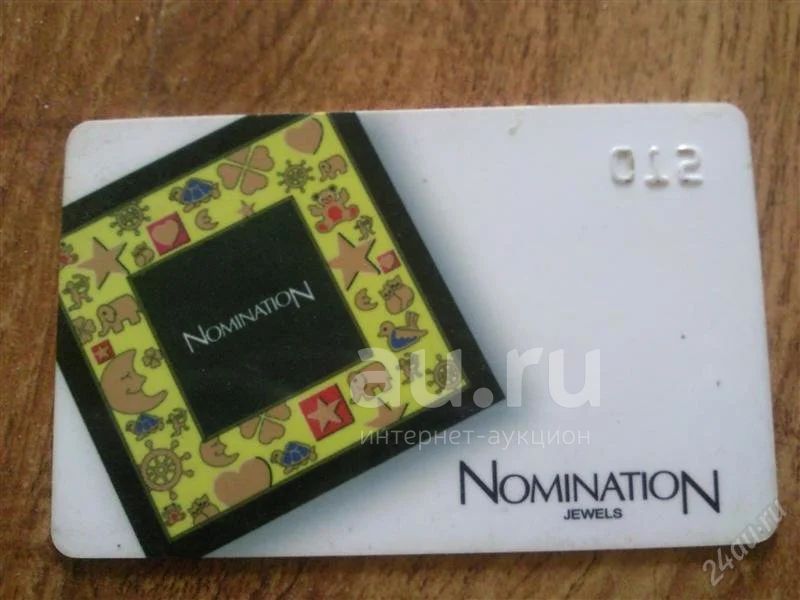 012
NOMINATION
au.ru
интернет-аукцион
NOMINATION
JEWELS
24au.ru